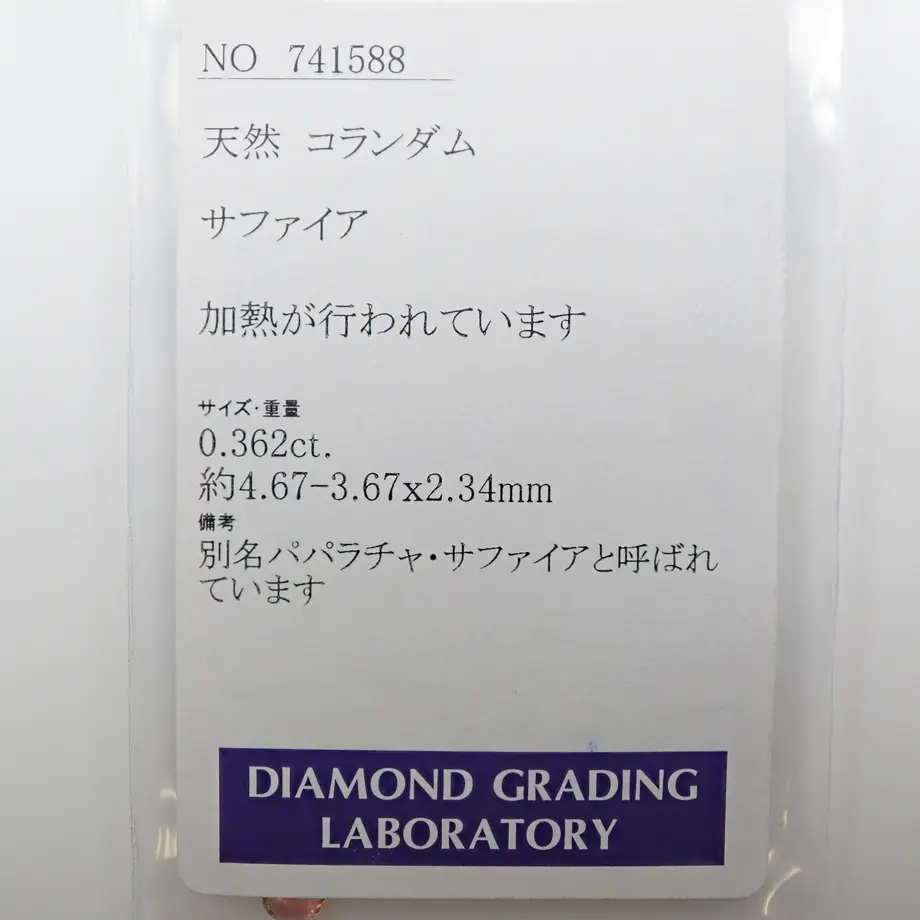 NO 741588
天然 コランダム
サファイア
加熱が行われています
サイズ・重量
0.362ct.
約4.67-3.67x2.34mm
備考
別名パパラチャ・サファイアと呼ばれ
ています
DIAMOND GRADING
LABORATORY